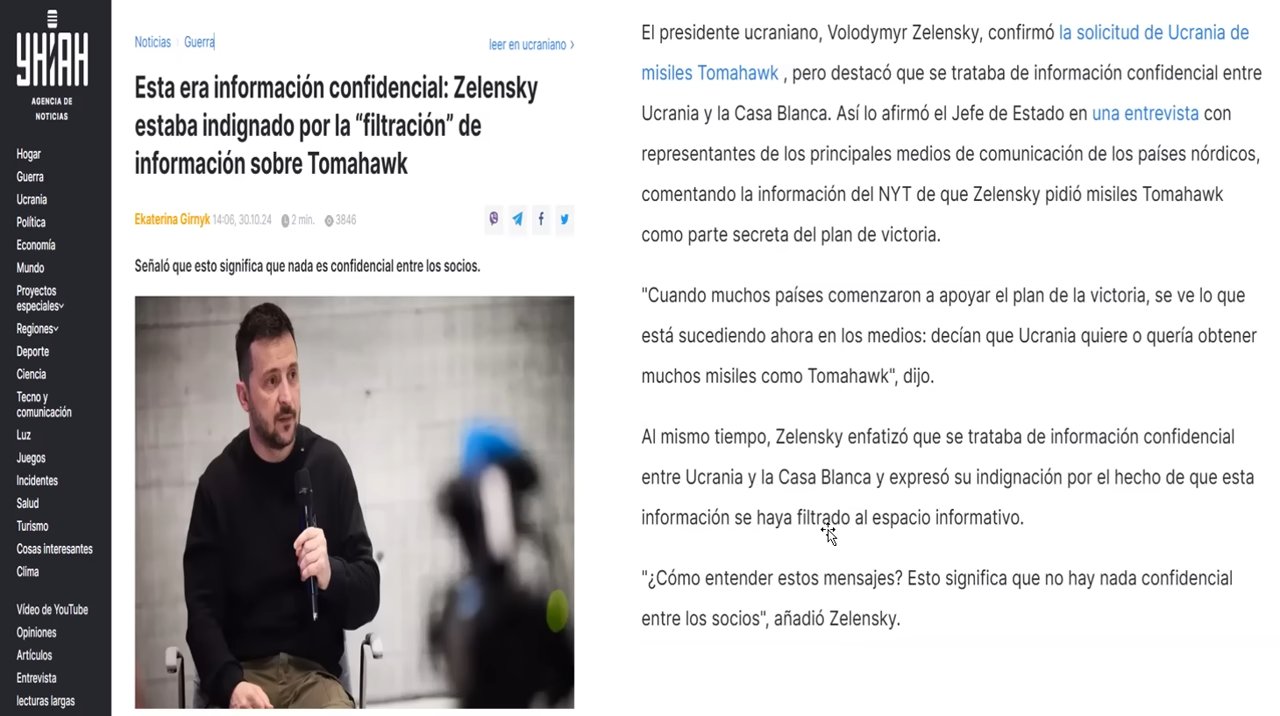 УНІАН
AGENCIA DE
NOTICIAS
Hogar
Guerra
Ucrania
Política
Economía
Mundo
Proyectos
especiales
Regiones
Deporte
Ciencia
Tecno y
comunicación
Luz
Juegos
Incidentes
Salud
Turismo
Cosas interesantes
Clima
Vídeo de YouTube
Opiniones
Artículos
Entrevista
lecturas largas
Noticias Guerra
leer en ucraniano
Esta era información confidencial: Zelensky
estaba indignado por la “filtración” de
información sobre Tomahawk
Ekaterina Girnyk 14:06, 30.10.24 2 min. 3846
Señaló que esto significa que nada es confidencial entre los socios.
El presidente ucraniano, Volodymyr Zelensky, confirmó la solicitud de Ucrania de
misiles Tomahawk , pero destacó que se trataba de información confidencial entre
Ucrania y la Casa Blanca. Así lo afirmó el Jefe de Estado en una entrevista con
representantes de los principales medios de comunicación de los países nórdicos,
comentando la información del NYT de que Zelensky pidió misiles Tomahawk
como parte secreta del plan de victoria.
"Cuando muchos países comenzaron a apoyar el plan de la victoria, se ve lo que
está sucediendo ahora en los medios: decían que Ucrania quiere o quería obtener
muchos misiles como Tomahawk", dijo.
Al mismo tiempo, Zelensky enfatizó que se trataba de información confidencial
entre Ucrania y la Casa Blanca y expresó su indignación por el hecho de que esta
información se haya filtrado al espacio informativo.
"¿Cómo entender estos mensajes? Esto significa que no hay nada confidencial
entre los socios", añadió Zelensky.